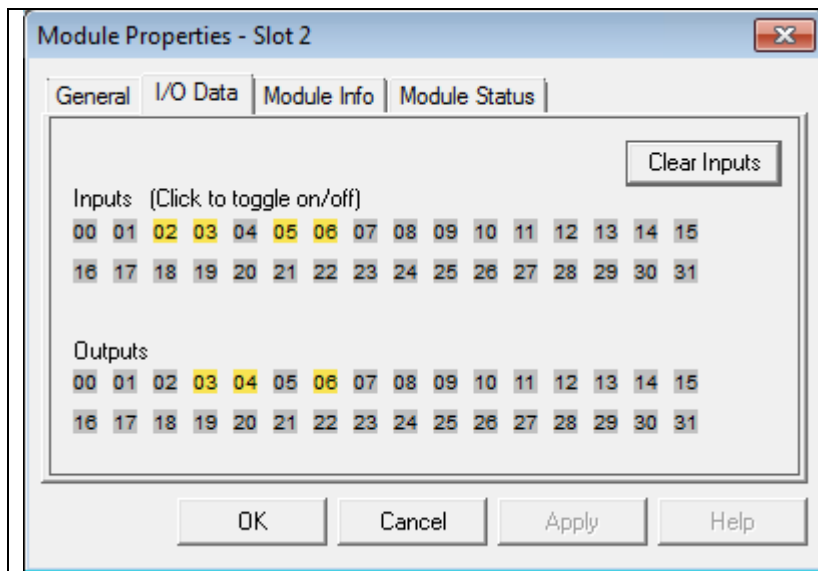 Module Properties - Slot 2
General I/O Data Module Info Module Status
Clear Inputs
Inputs (Click to toggle on/off)
00 01 02 03 04 05 06 07 08 09 10 11 12 13 14 15
16 17 18 19 20 21 22 23 24 25 26 27 28 29 30 31
Outputs
00 01 02 03 04 05 06 07 08 09 10 11 12 13 14 15
16 17 18 19 20 21 22 23 24 25 26 27 28 29 30 31
OK Cancel Apply Help